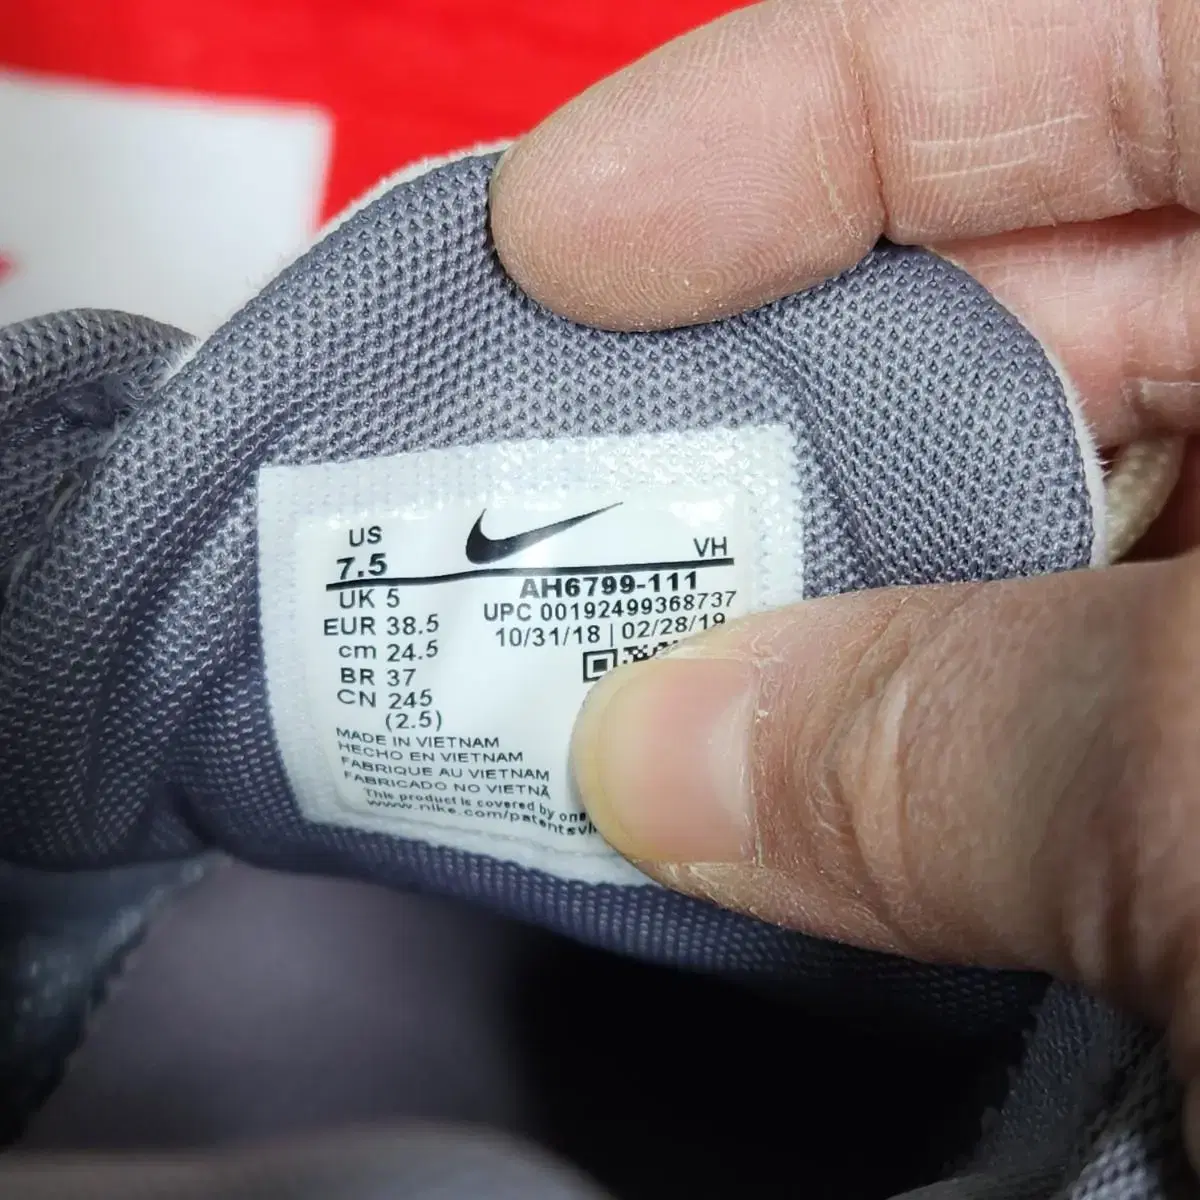 US
7.5
VH
AH6799-111
UK 5
UPC 00192499368737
EUR 38.5
10/31/18 | 02/28/19
cm 24.5
BR 37
CN 245
(2.5)
MADE IN VIETNAM
HECHO EN VIETNAM
FABRIQUE AU VIETNAM
FABRICADO NO VIETNÃ
This product is covered by one
www.nike.com/patents